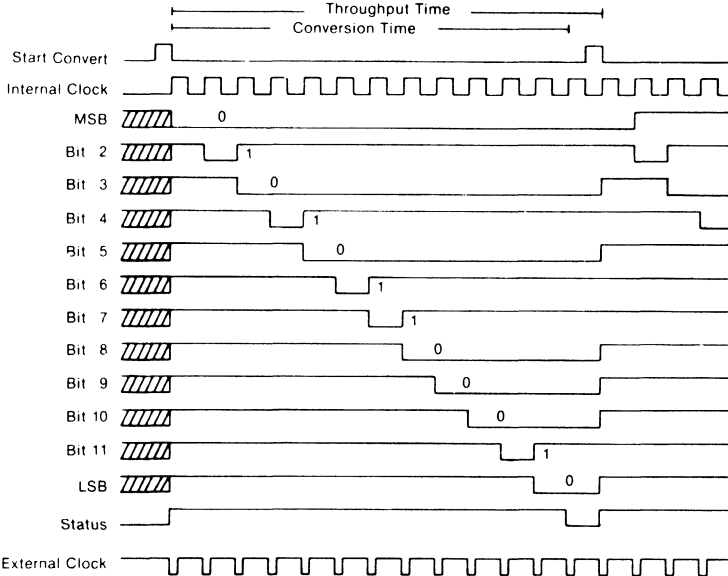 Throughput Time
Conversion Time
Start Convert
Internal Clock
MSB 0
Bit 2 1
Bit 3 0
Bit 4 1
Bit 5 0
Bit 6 1
Bit 7 1
Bit 8 0
Bit 9 0
Bit 10 0
Bit 11 1
LSB 0
Status
External Clock